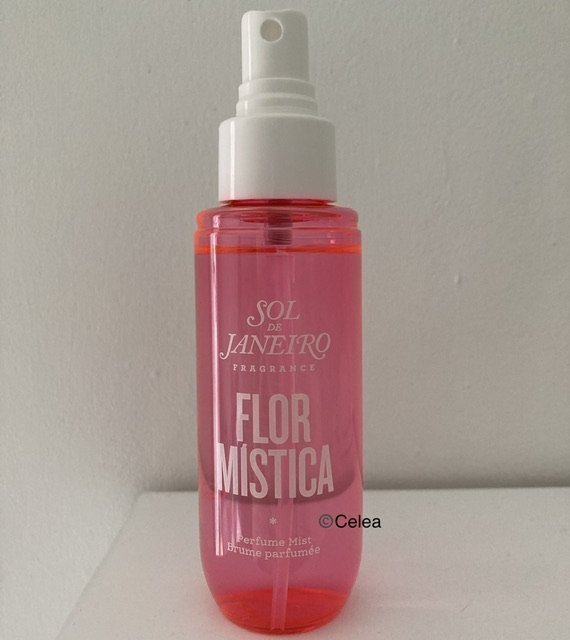 SOL
DE
JANEIRO
FRAGRANCE
FLOR
MÍSTICA
*
©Celea
Perfume Mist
Brume parfumée